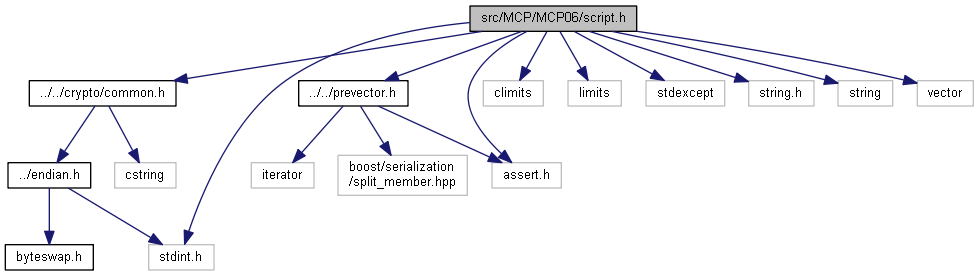 src/MCP/MCP06/script.h
../../crypto/common.h
../../prevector.h
climits
limits
stdexcept
string.h
string
vector
../endian.h
cstring
iterator
boost/serialization
/split_member.hpp
assert.h
byteswap.h
stdint.h